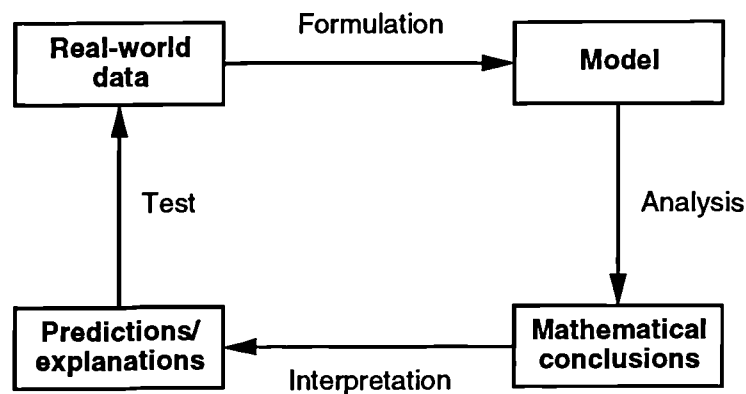 Formulation
Real-world
data
Model
Test
Analysis
Predictions/
explanations
Mathematical
conclusions
Interpretation